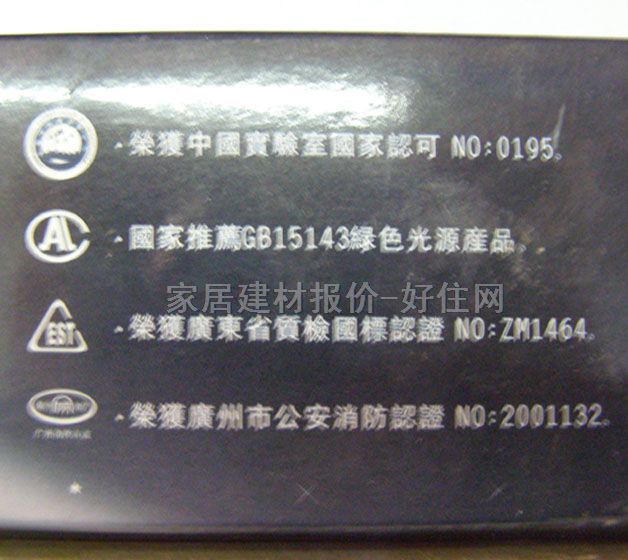 ·榮獲中國實驗室國家認可 NO:0195。
AL
·國家推薦GB15143綠色光源産品。
家居建材报价-好住网
EST
·榮獲廣東省質檢國標認證 NO:ZM1464。
·榮獲廣州市公安消防認證 NO:2001132。